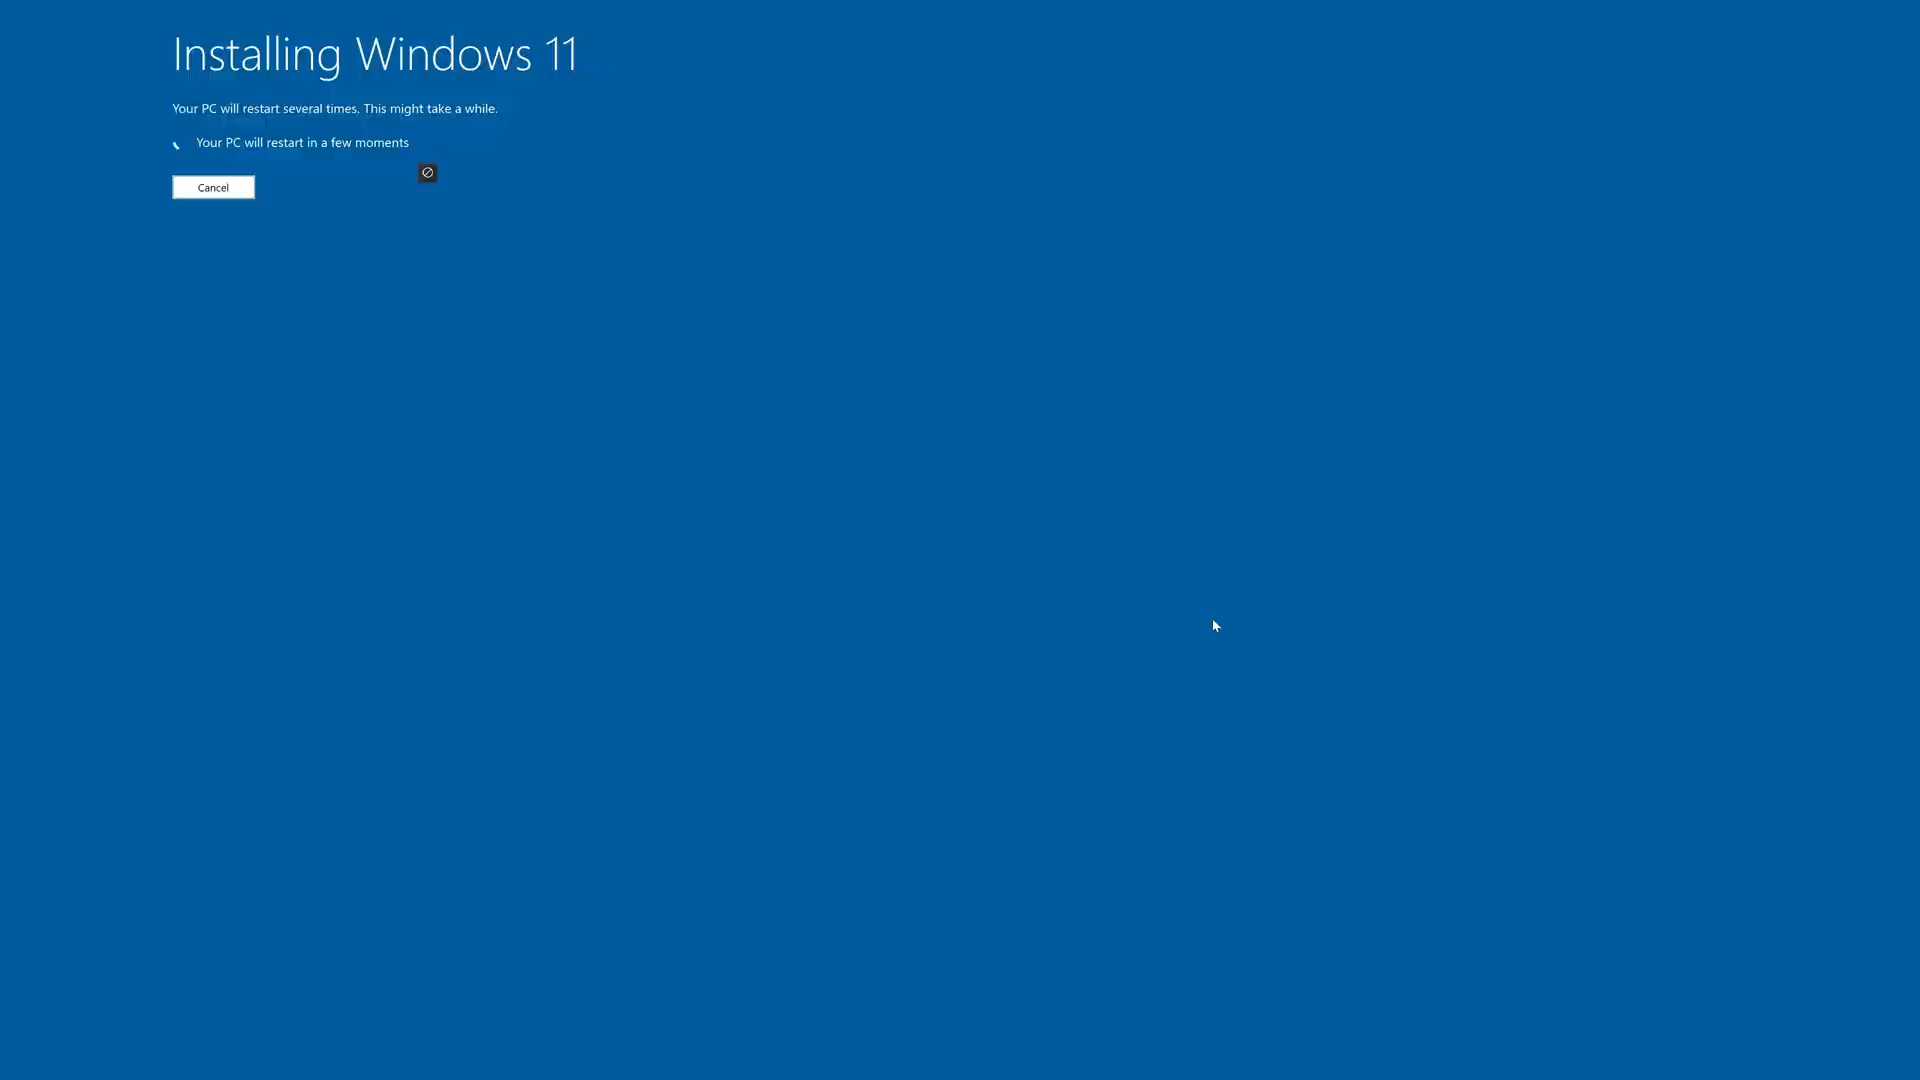 Installing Windows 11
Your PC will restart several times. This might take a while.
Your PC will restart in a few moments
Cancel